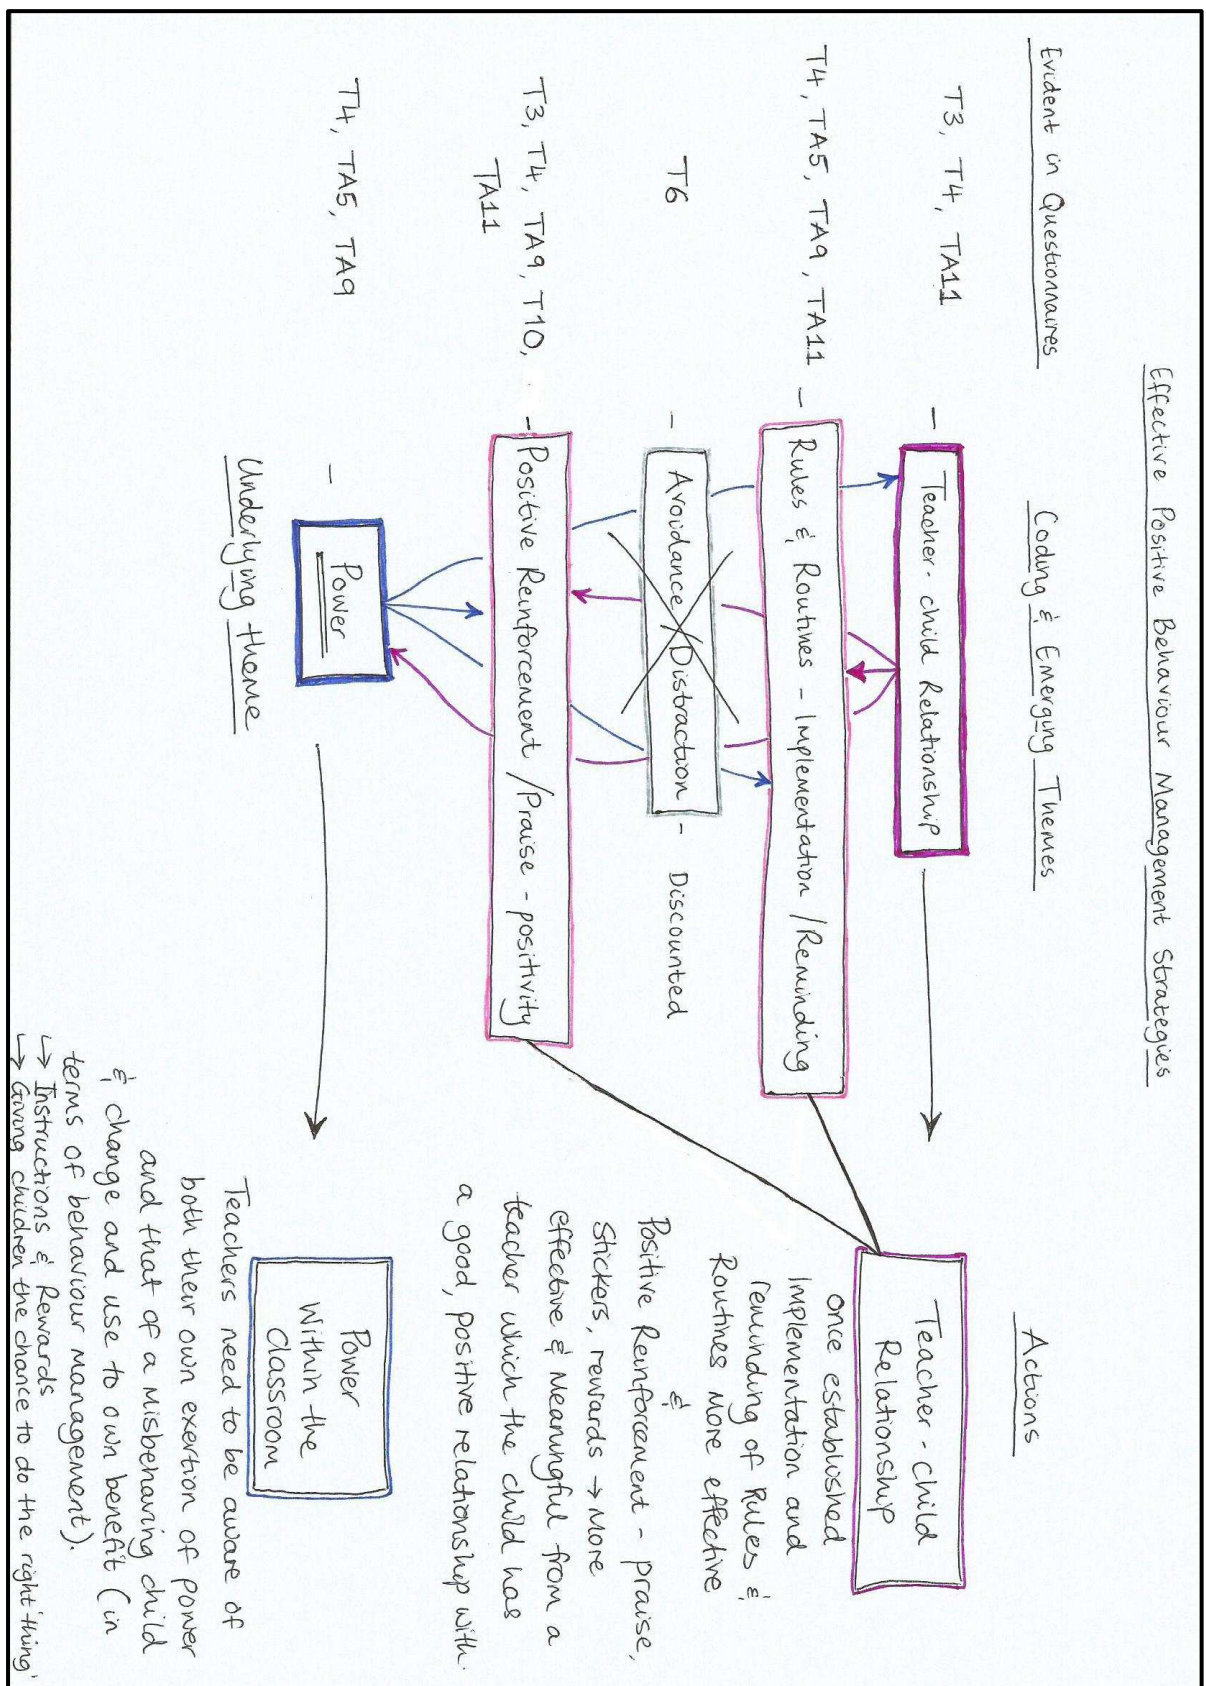 Effective Positive Behaviour Management Strategies
Evident in Questionnaires
Coding & Emerging Themes
Actions
T3, T4, TA11
-
Teacher-child Relationship
Teacher-child
Relationship
T4, TA5, TA9, TA11
-
Rules & Routines - Implementation / Reminding
once established
Implementation and
reminding of Rules &
Routines more effective
&
T6
-
Avoidance / Distraction
- Discounted
Positive Reinforcement - praise,
stickers, rewards → More
effective & Meaningful from a
teacher which the child has
a good, positive relationship with.
T3, T4, TA9, T10,
TA11
-
Positive Reinforcement / Praise - positivity
T4, TA5, TA9
-
Power
Underlying theme
Power
Within the
Classroom
Teachers need to be aware of
both their own exertion of power
and that of a misbehaving child
& change and use to own benefit (in
terms of behaviour management).
↳ Instructions & Rewards
↳ Giving children the chance to do the right 'thing'